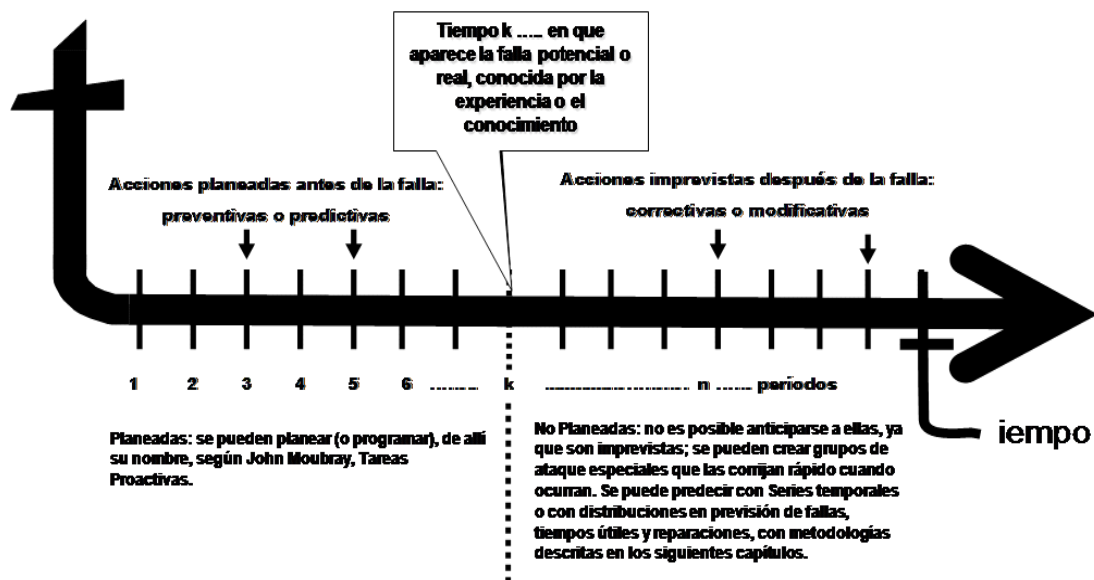 Tiempo k ..... en que
aparece la falla potencial o
real, conocida por la
experiencia o el
conocimiento
Acciones planeadas antes de la falla:
preventivas o predictivas
Acciones imprevistas después de la falla:
correctivas o modificativas
1 2 3 4 5 6 ......... k .............................. n ....... períodos
Planeadas: se pueden planear (o programar), de allí
su nombre, según John Moubray, Tareas
Proactivas.
No Planeadas: no es posible anticiparse a ellas, ya
que son imprevistas; se pueden crear grupos de
ataque especiales que las corrijan rápido cuando
ocurran. Se puede predecir con Series temporales
o con distribuciones en previsión de fallas,
tiempos útiles y reparaciones, con metodologías
descritas en los siguientes capítulos.
tiempo